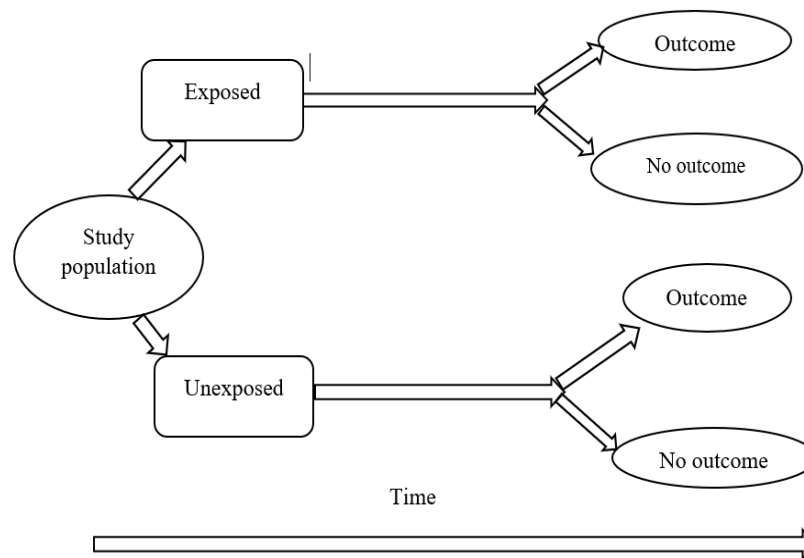 Exposed
Outcome
No outcome
Study
population
Unexposed
Outcome
No outcome
Time